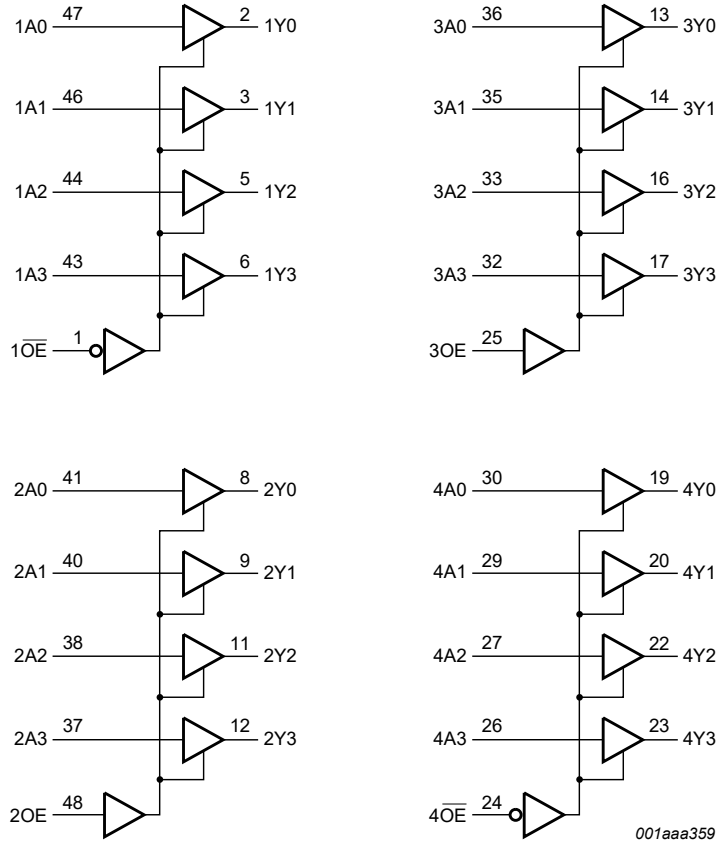 1A0 47 2 1Y0
1A1 46 3 1Y1
1A2 44 5 1Y2
1A3 43 6 1Y3
1O̅E̅ 1
3A0 36 13 3Y0
3A1 35 14 3Y1
3A2 33 16 3Y2
3A3 32 17 3Y3
3OE 25
2A0 41 8 2Y0
2A1 40 9 2Y1
2A2 38 11 2Y2
2A3 37 12 2Y3
2OE 48
4A0 30 19 4Y0
4A1 29 20 4Y1
4A2 27 22 4Y2
4A3 26 23 4Y3
4O̅E̅ 24
001aaa359